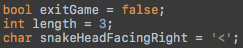 bool exitGame = false;
int length = 3;
char snakeHeadFacingRight = '<';